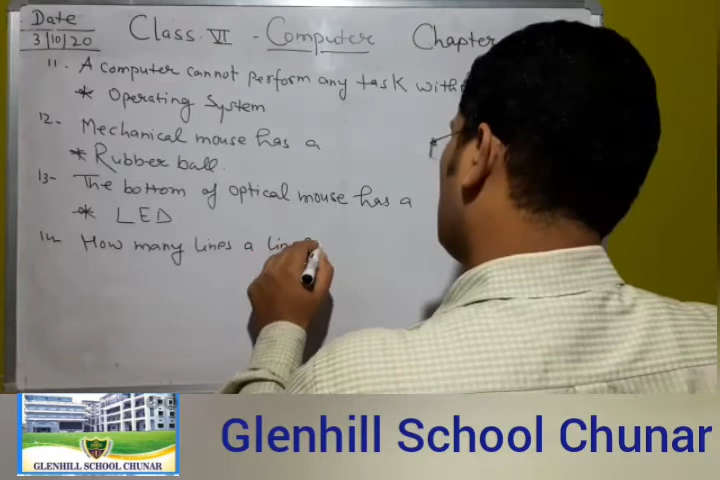 Date
3/10/20
Class. VI - Computer Chapter
11. A computer cannot perform any task
* Operating System
12- Mechanical mouse has a
* Rubber ball.
13- The bottom of optical mouse has a
* LED
14- How many lines a
GLENHILL SCHOOL CHUNAR
Glenhill School Chunar